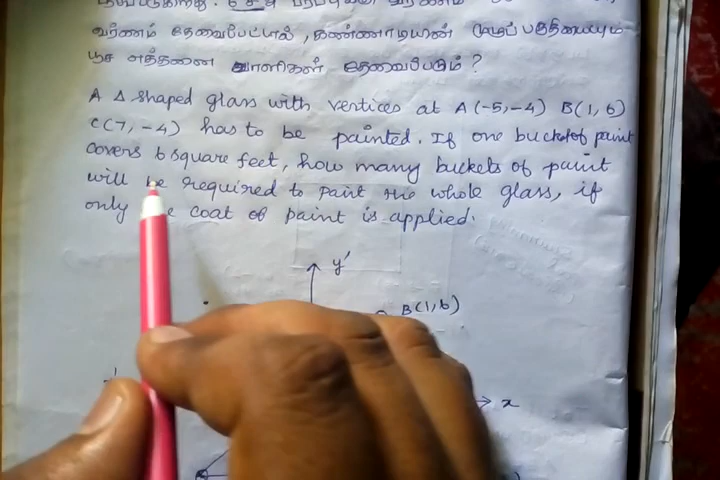 வர்ணம் தேவைபட்டால், கண்ணாடியின் முழுப் பகுதியையும்
பூச எத்தனை வாளிகள் தேவைப்படும்?
A Δ shaped glass with vertices at A(-5,-4) B(1,6)
C(7,-4) has to be painted. If one bucket of paint
covers 6 square feet, how many buckets of paint
will be required to paint the whole glass, if
only coat of paint is applied.
y'
B(1,6)
x